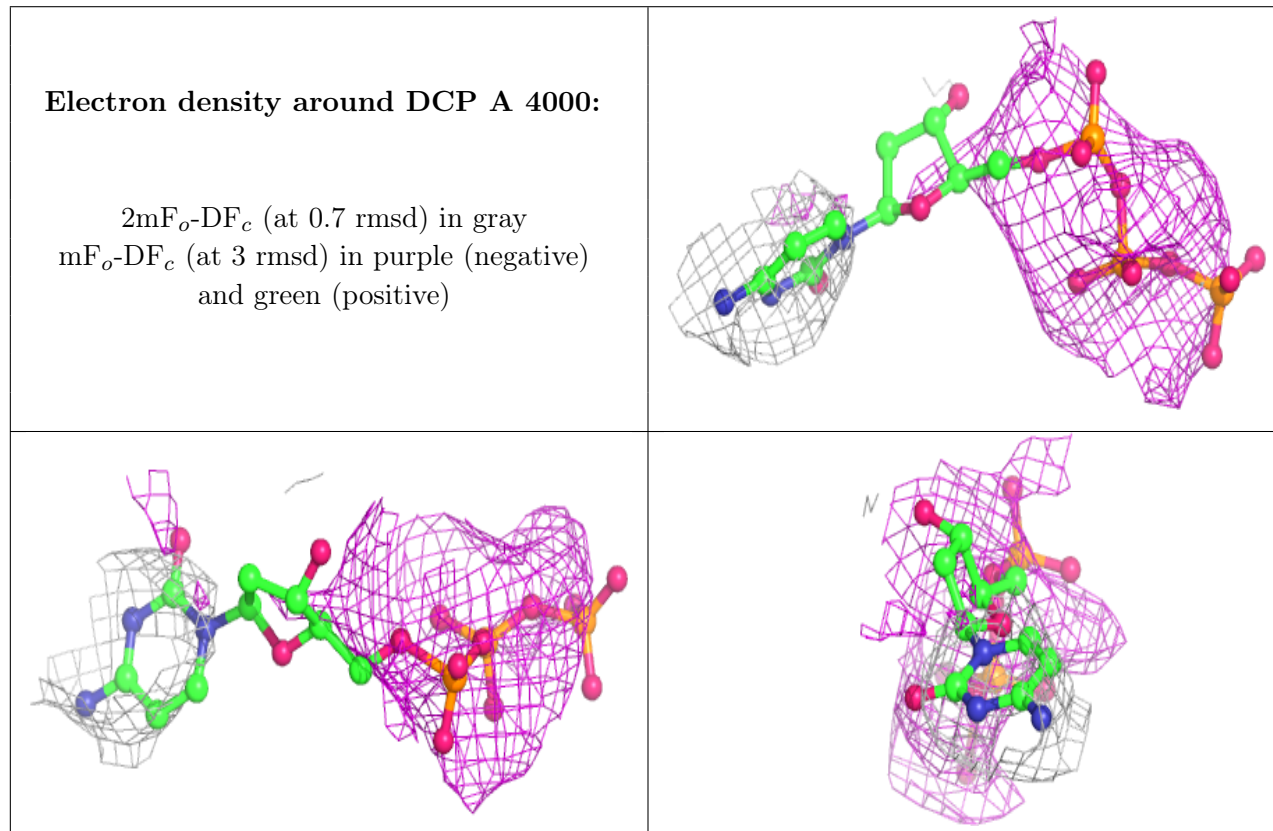 Electron density around DCP A 4000:
2mFo-DFc (at 0.7 rmsd) in gray
mFo-DFc (at 3 rmsd) in purple (negative)
and green (positive)